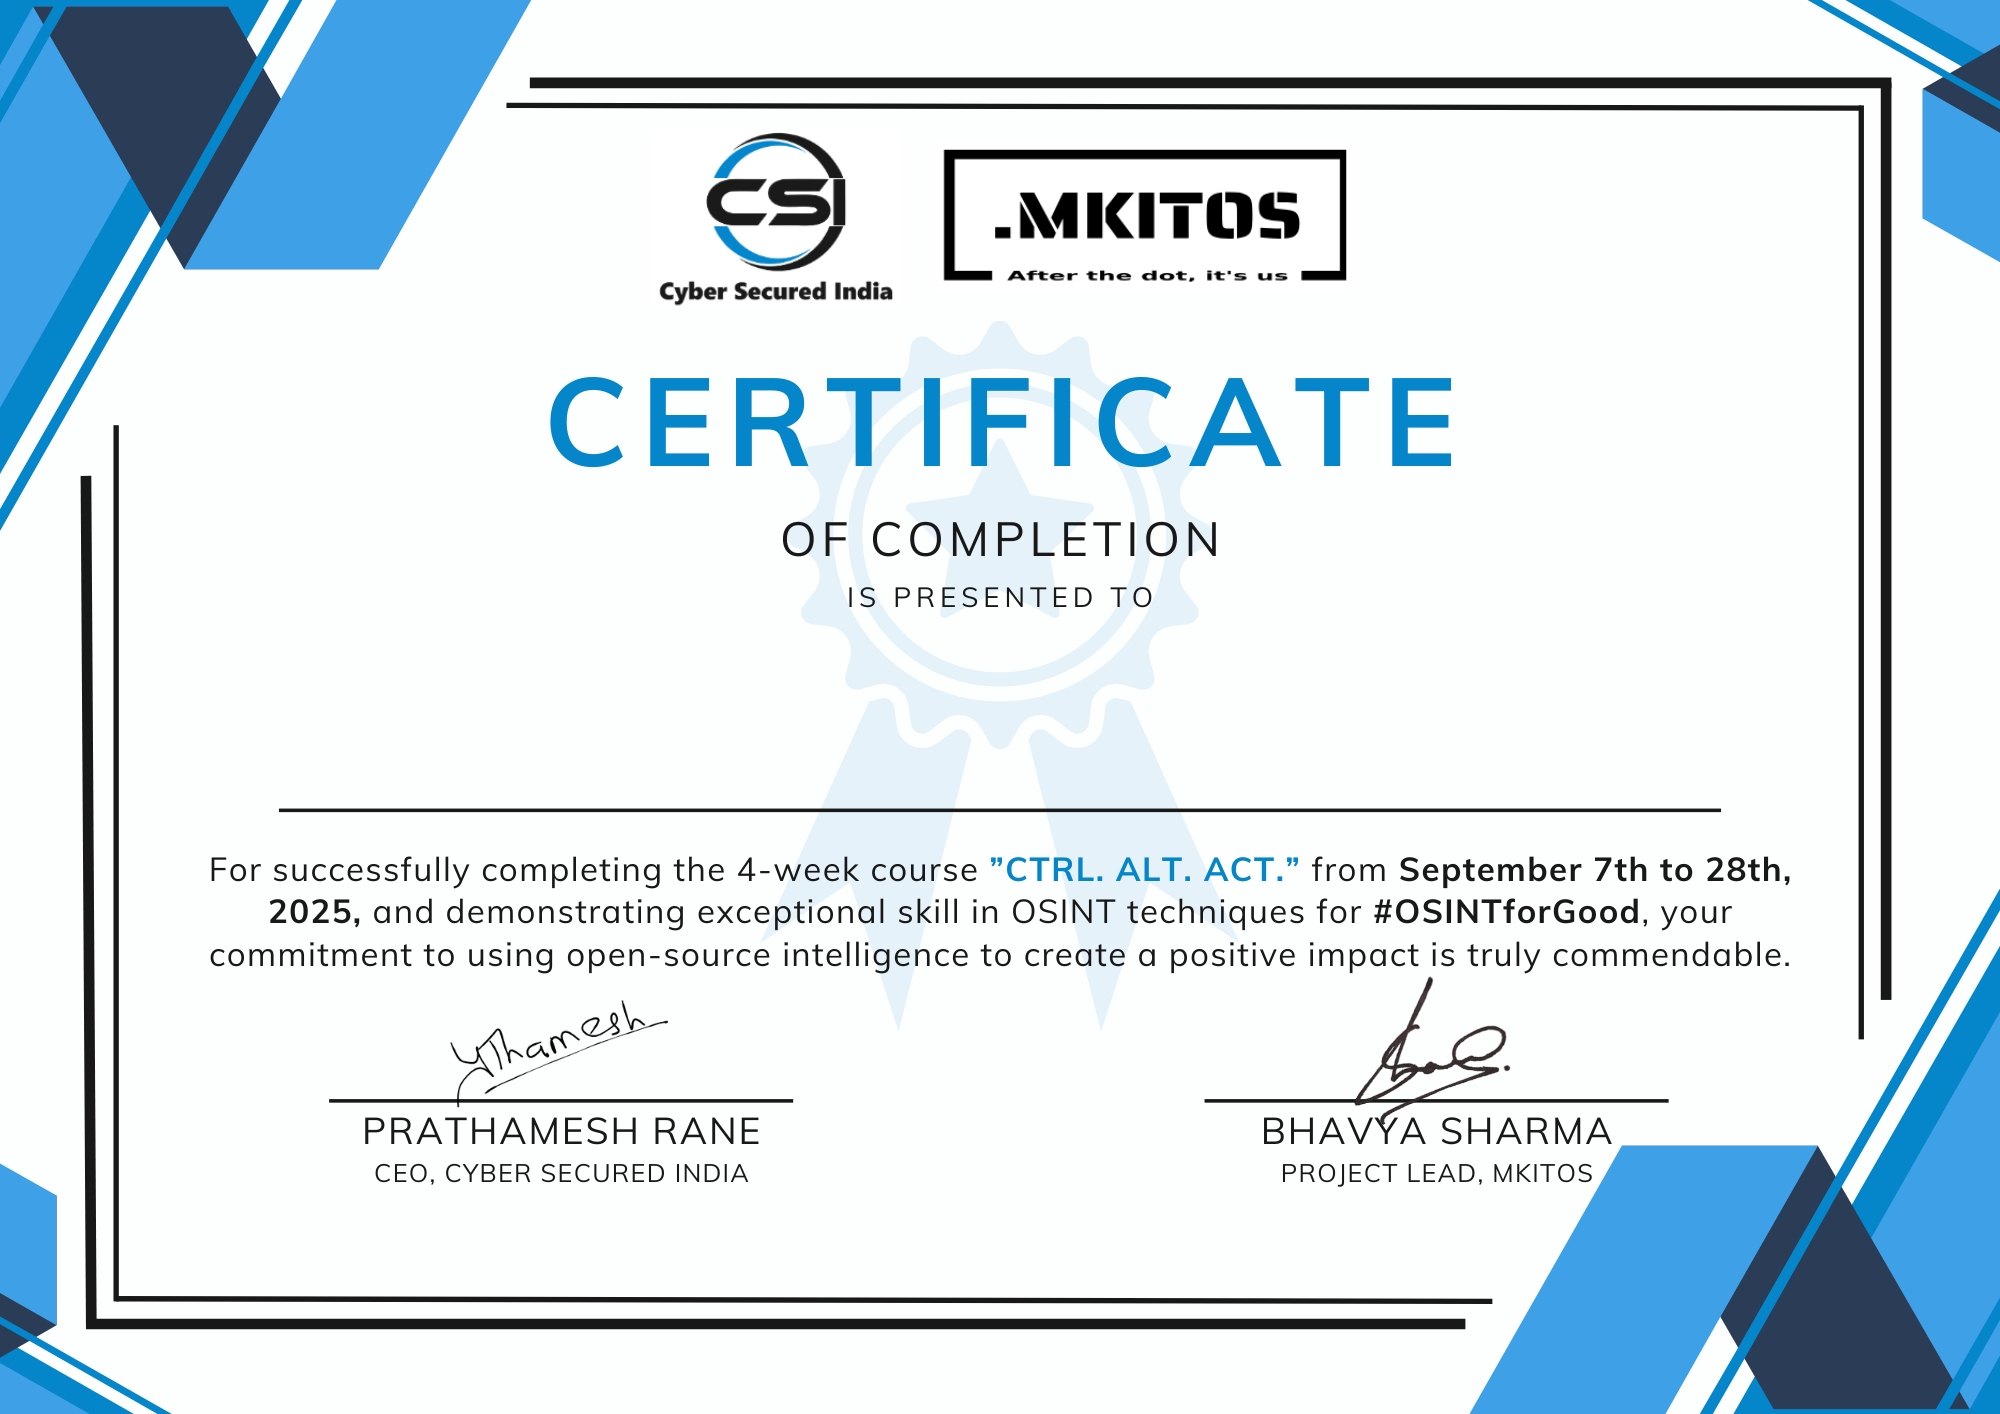 CSI
Cyber Secured India
.MKITOS
After the dot, it's us
CERTIFICATE
OF COMPLETION
IS PRESENTED TO
For successfully completing the 4-week course ”CTRL. ALT. ACT.” from September 7th to 28th,
2025, and demonstrating exceptional skill in OSINT techniques for #OSINTforGood, your
commitment to using open-source intelligence to create a positive impact is truly commendable.
PRATHAMESH RANE
CEO, CYBER SECURED INDIA
BHAVYA SHARMA
PROJECT LEAD, MKITOS